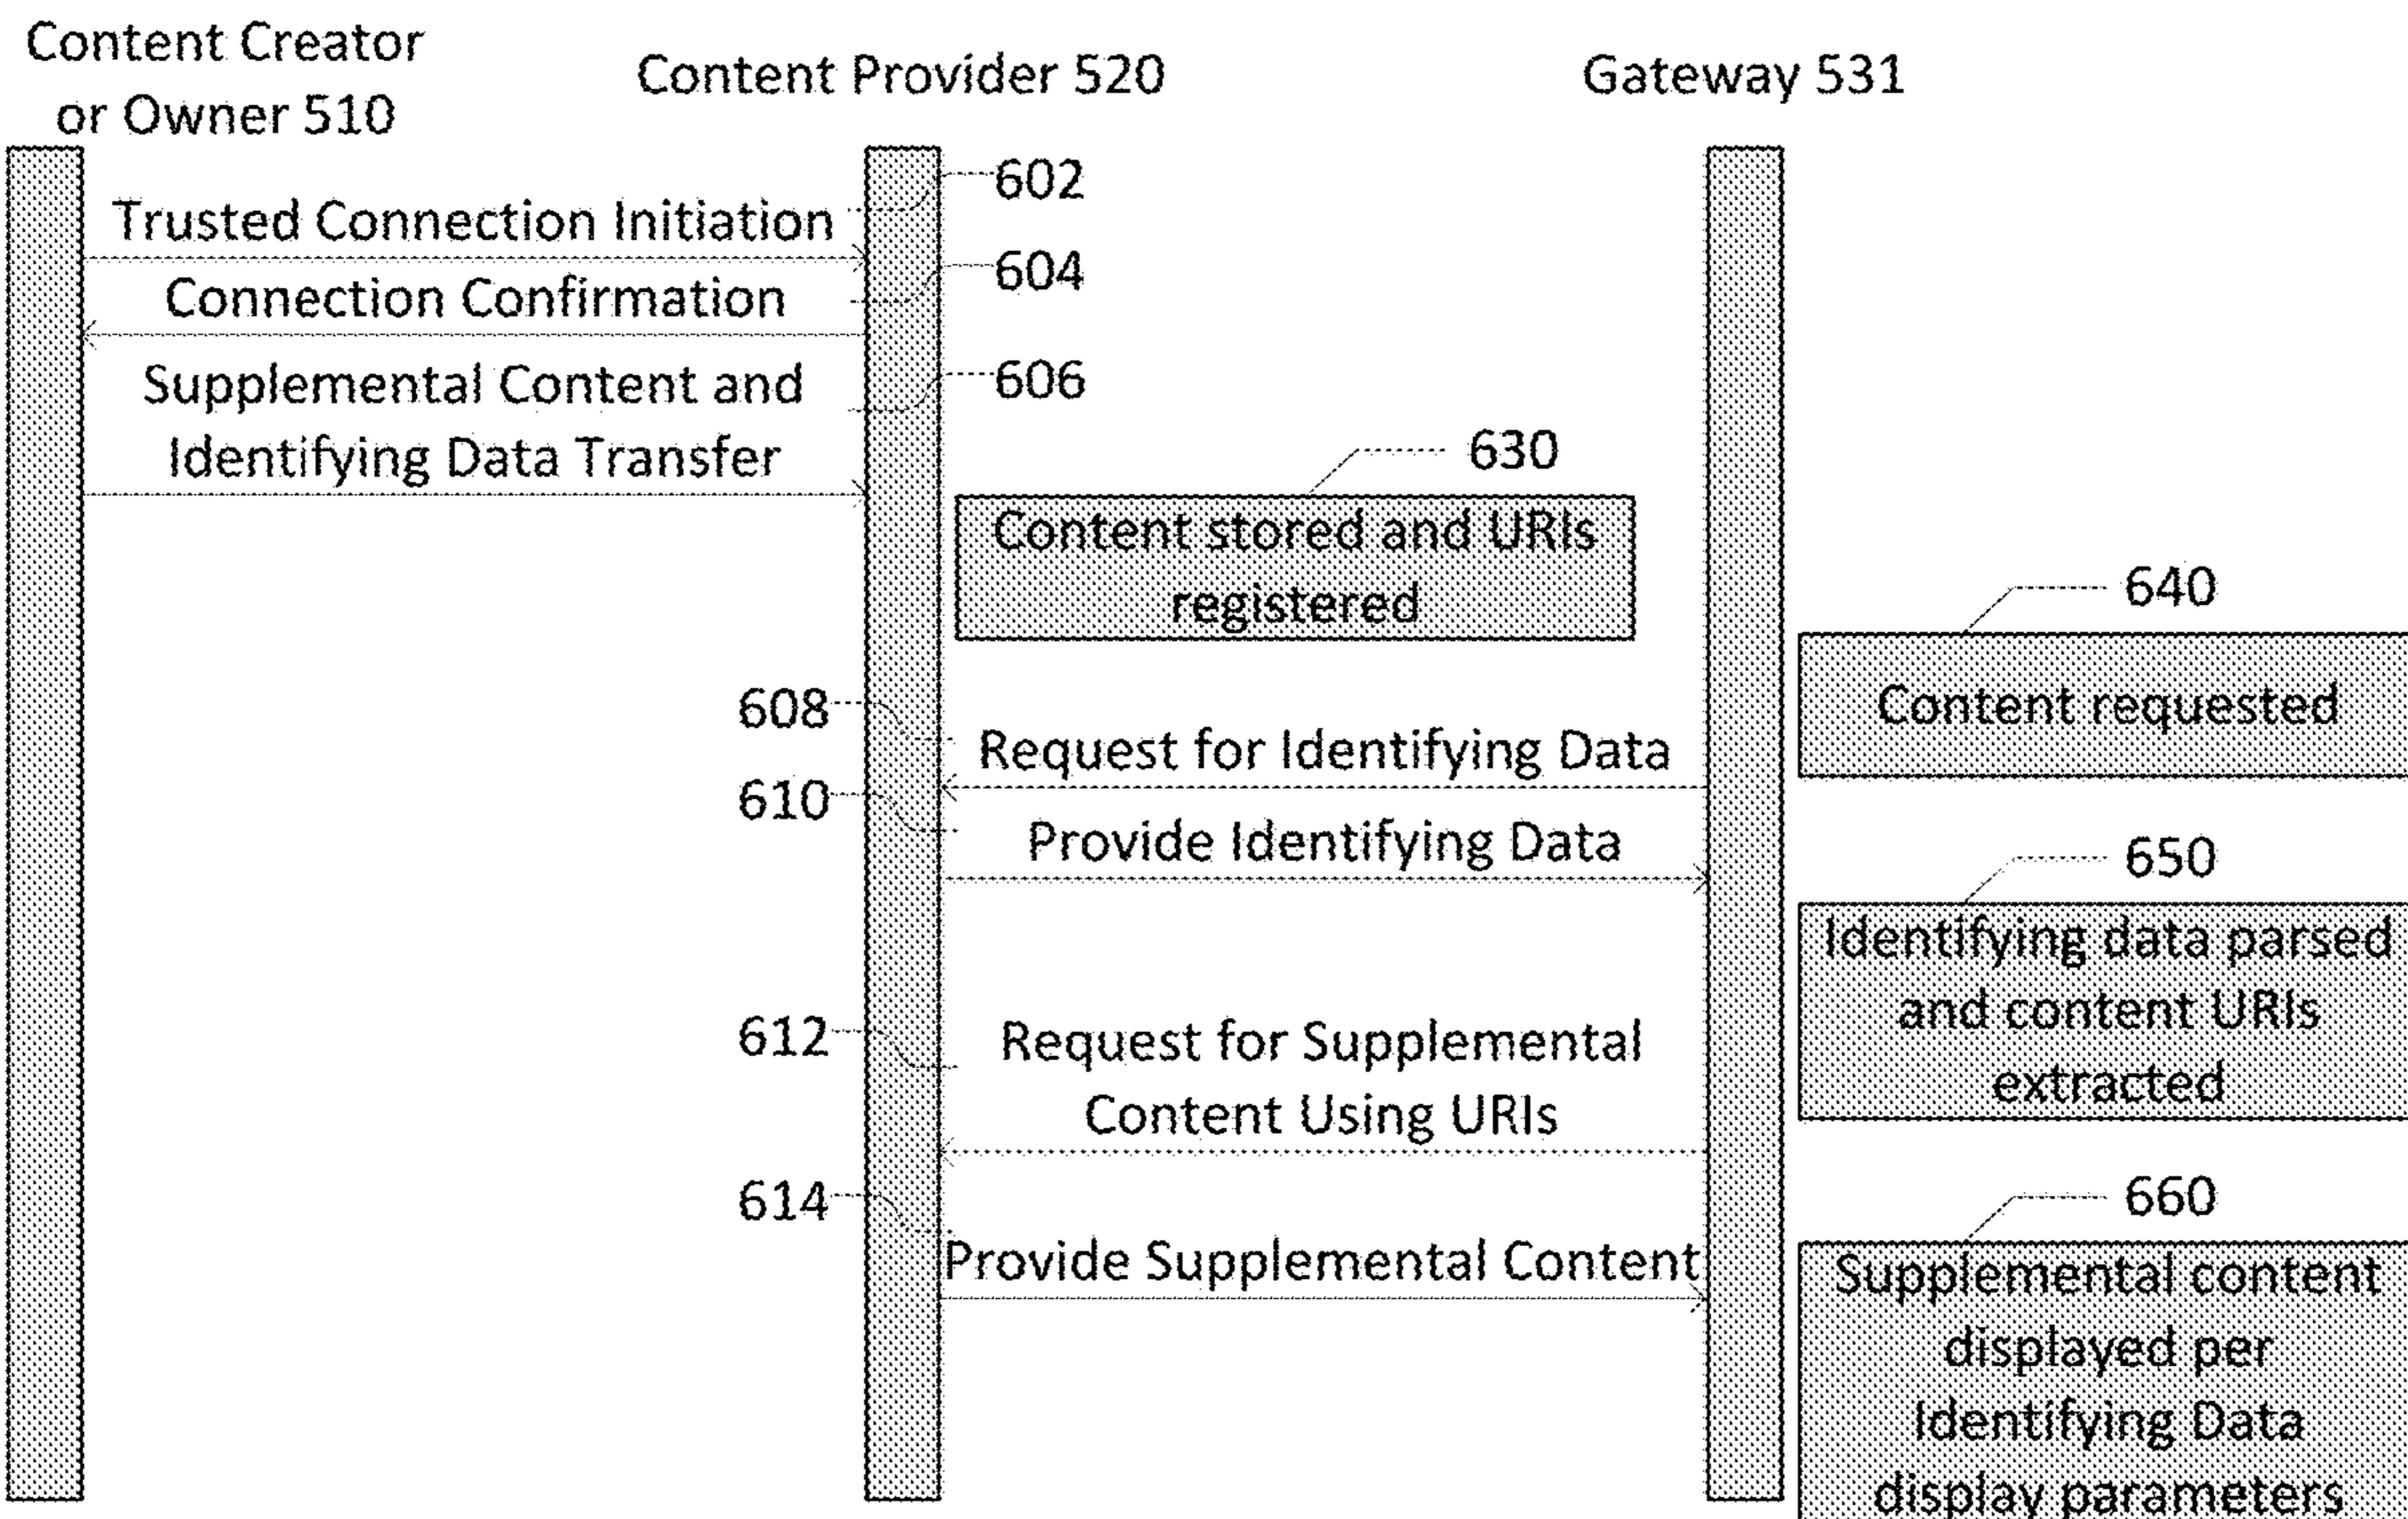 Content Creator
or Owner 510
Content Provider 520
Gateway 531
602
Trusted Connection Initiation
604
Connection Confirmation
606
Supplemental Content and
Identifying Data Transfer
630
Content stored and URIs
registered
640
Content requested
608
Request for Identifying Data
610
Provide Identifying Data
650
Identifying data parsed
and content URIs
extracted
612
Request for Supplemental
Content Using URIs
614
Provide Supplemental Content
660
Supplemental content
displayed per
Identifying Data
display parameters